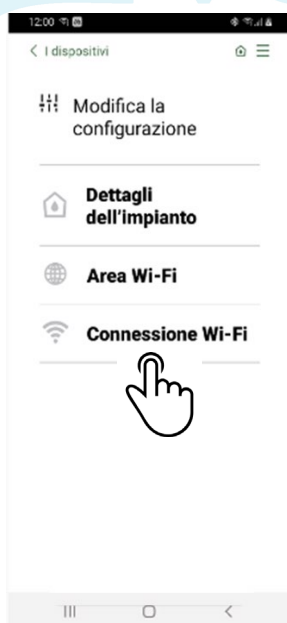 12:00
< I dispositivi
Modifica la
configurazione
Dettagli
dell'impianto
Area Wi-Fi
Connessione Wi-Fi